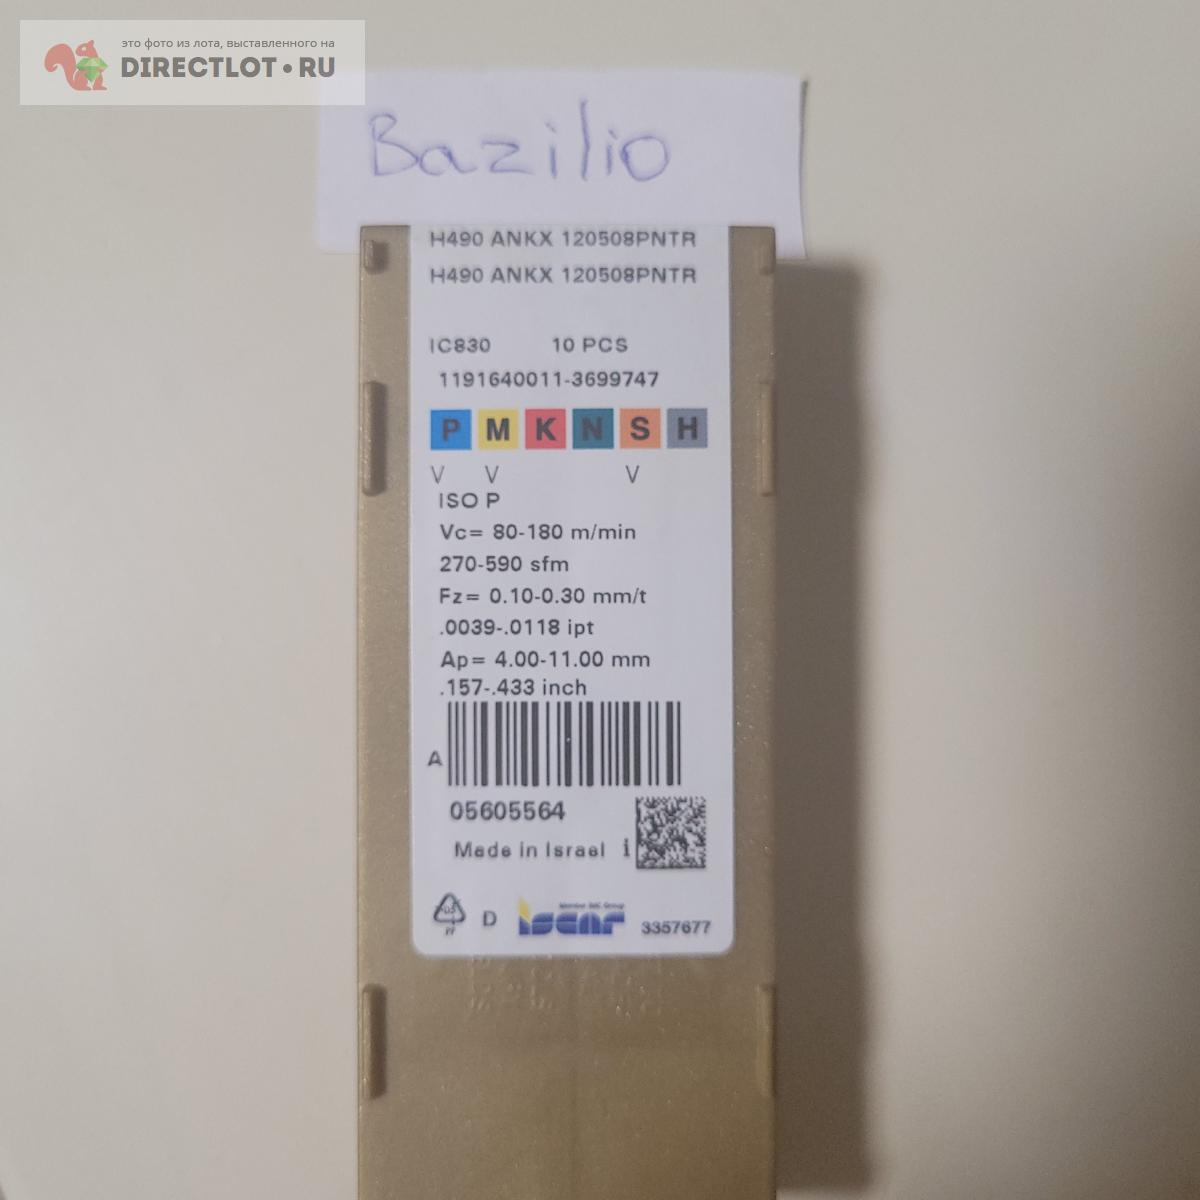 это фото из лота, выставленного на
DIRECTLOT•RU
Bazilio
H490 ANKX 120508PNTR
H490 ANKX 120508PNTR
IC830 10 PCS
1191640011-3699747
P M K N S H
V V V
ISO P
Vc= 80-180 m/min
270-590 sfm
Fz= 0.10-0.30 mm/t
.0039-.0118 ipt
Ap= 4.00-11.00 mm
.157-.433 inch
A
05605564
Made in Israel i
D iscar 3357677